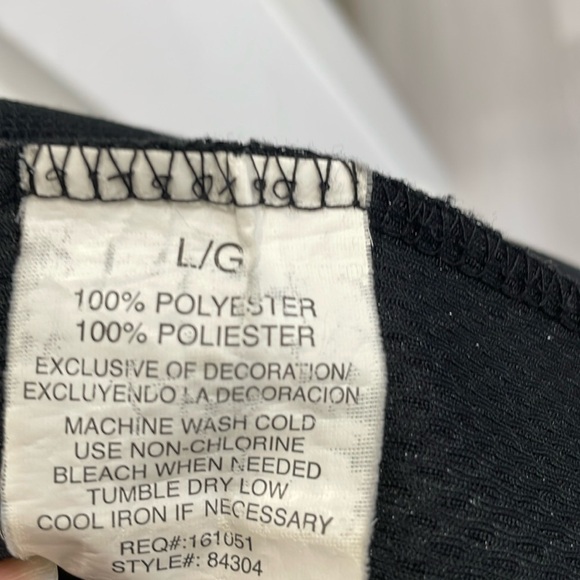 L/G
100% POLYESTER
100% POLIESTER
EXCLUSIVE OF DECORATION/
EXCLUYENDO LA DECORACION
MACHINE WASH COLD
USE NON-CHLORINE
BLEACH WHEN NEEDED
TUMBLE DRY LOW
COOL IRON IF NECESSARY
REQ#:161051
STYLE#: 84304